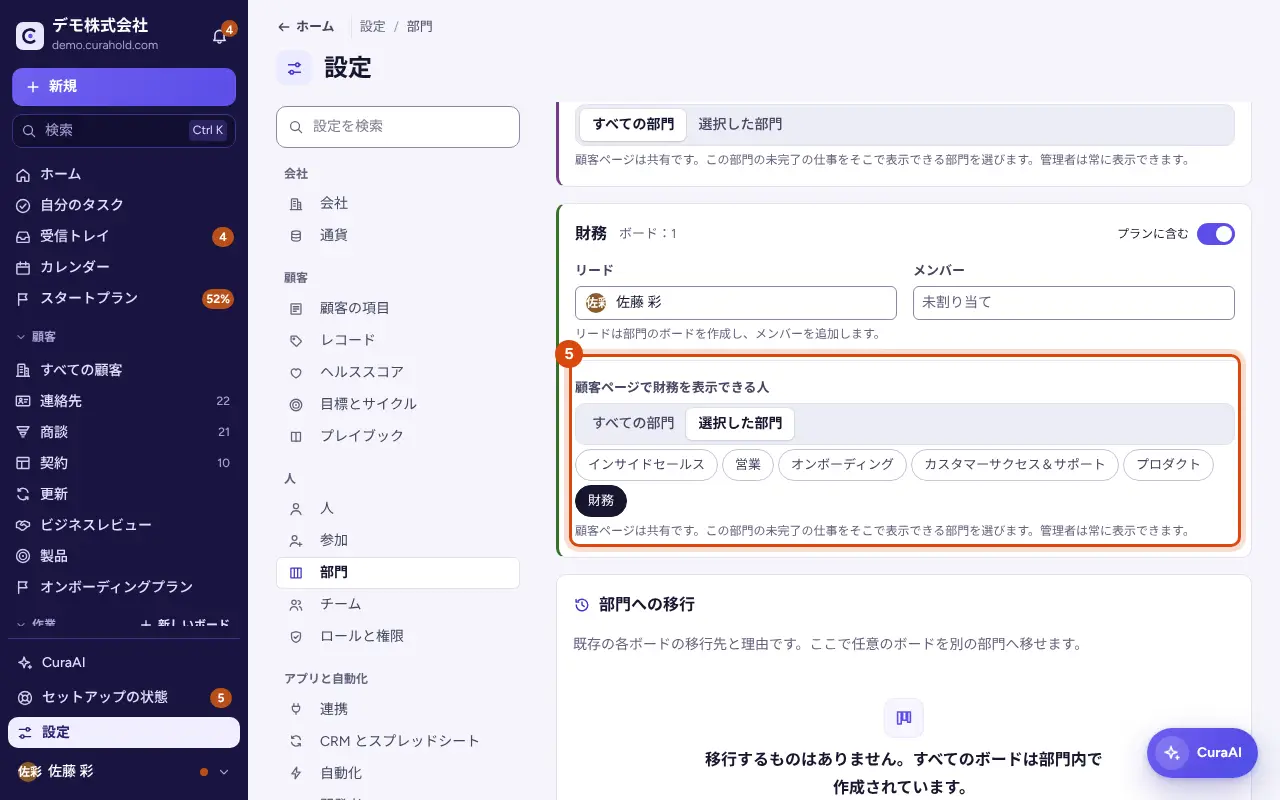 デモ株式会社
demo.curahold.com
4
新規
検索
Ctrl K
ホーム
自分のタスク
受信トレイ
4
カレンダー
スタートプラン
52%
顧客
すべての顧客
連絡先
22
商談
21
契約
10
更新
ビジネスレビュー
製品
オンボーディングプラン
作業
新しいボード
CuraAI
セットアップの状態
5
設定
佐彩
佐藤 彩
ホーム
設定 / 部門
設定
設定を検索
会社
会社
通貨
顧客
顧客の項目
レコード
ヘルススコア
目標とサイクル
プレイブック
人
人
参加
部門
チーム
ロールと権限
アプリと自動化
連携
CRM とスプレッドシート
自動化
すべての部門
選択した部門
顧客ページは共有です。この部門の未完了の仕事をそこで表示できる部門を選びます。管理者は常に表示できます。
財務
ボード：1
プランに含む
リード
メンバー
佐彩
佐藤 彩
未割り当て
リードは部門のボードを作成し、メンバーを追加します。
5
顧客ページで財務を表示できる人
すべての部門
選択した部門
インサイドセールス
営業
オンボーディング
カスタマーサクセス＆サポート
プロダクト
財務
顧客ページは共有です。この部門の未完了の仕事をそこで表示できる部門を選びます。管理者は常に表示できます。
部門への移行
既存の各ボードの移行先と理由です。ここで任意のボードを別の部門へ移せます。
移行するものはありません。すべてのボードは部門内で
作成されています。
CuraAI